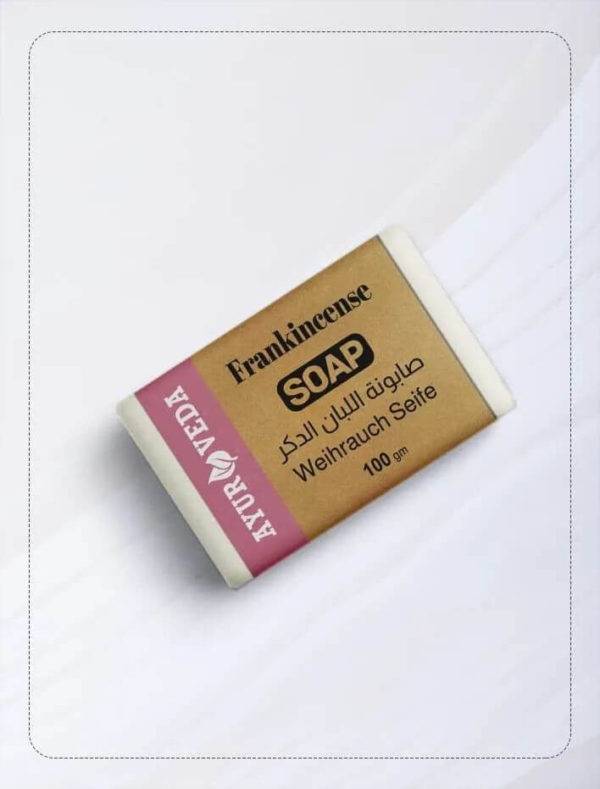 Frankincense
SOAP
صابونة اللبان الدكر
Weihrauch Seife
100 gm
AYUR VEDA